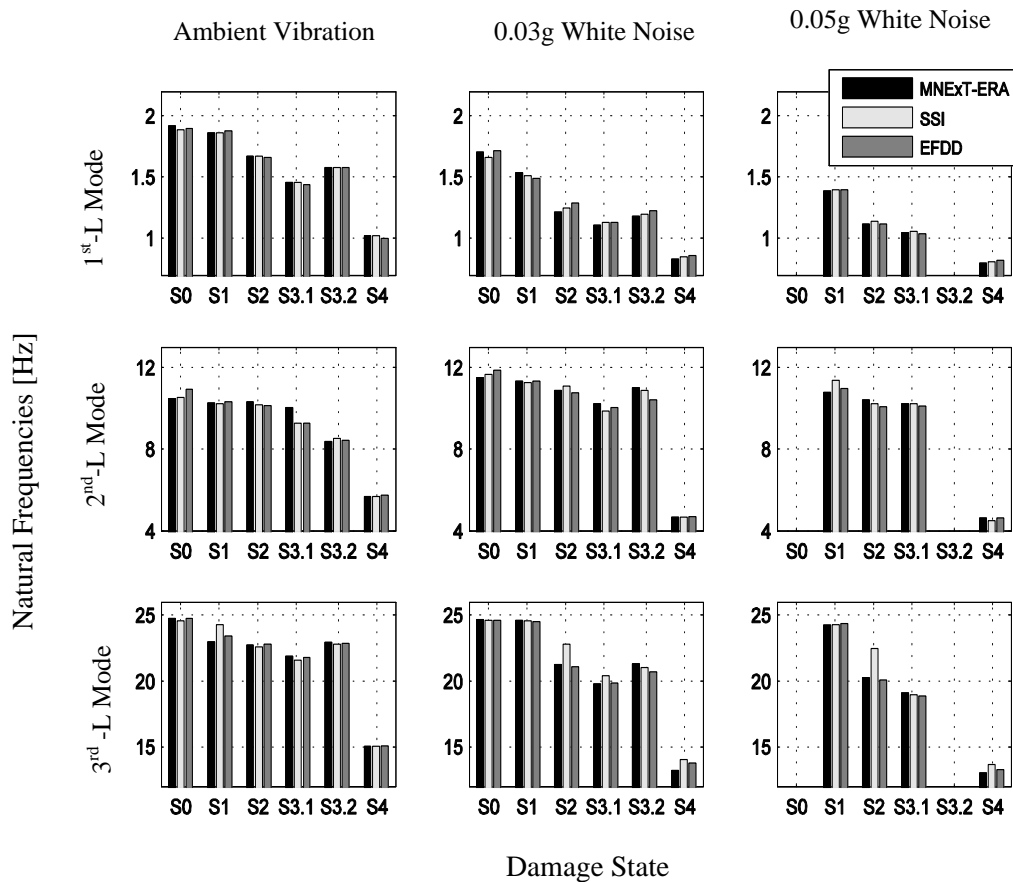 Ambient Vibration
0.03g White Noise
0.05g White Noise
MNExT-ERA
SSI
EFDD
Natural Frequencies [Hz]
1st-L Mode
2
1.5
1
S0 S1 S2 S3.1 S3.2 S4
2
1.5
1
S0 S1 S2 S3.1 S3.2 S4
2
1.5
1
S0 S1 S2 S3.1 S3.2 S4
2nd-L Mode
12
8
4
S0 S1 S2 S3.1 S3.2 S4
12
8
4
S0 S1 S2 S3.1 S3.2 S4
12
8
4
S0 S1 S2 S3.1 S3.2 S4
3rd -L Mode
25
20
15
S0 S1 S2 S3.1 S3.2 S4
25
20
15
S0 S1 S2 S3.1 S3.2 S4
25
20
15
S0 S1 S2 S3.1 S3.2 S4
Damage State